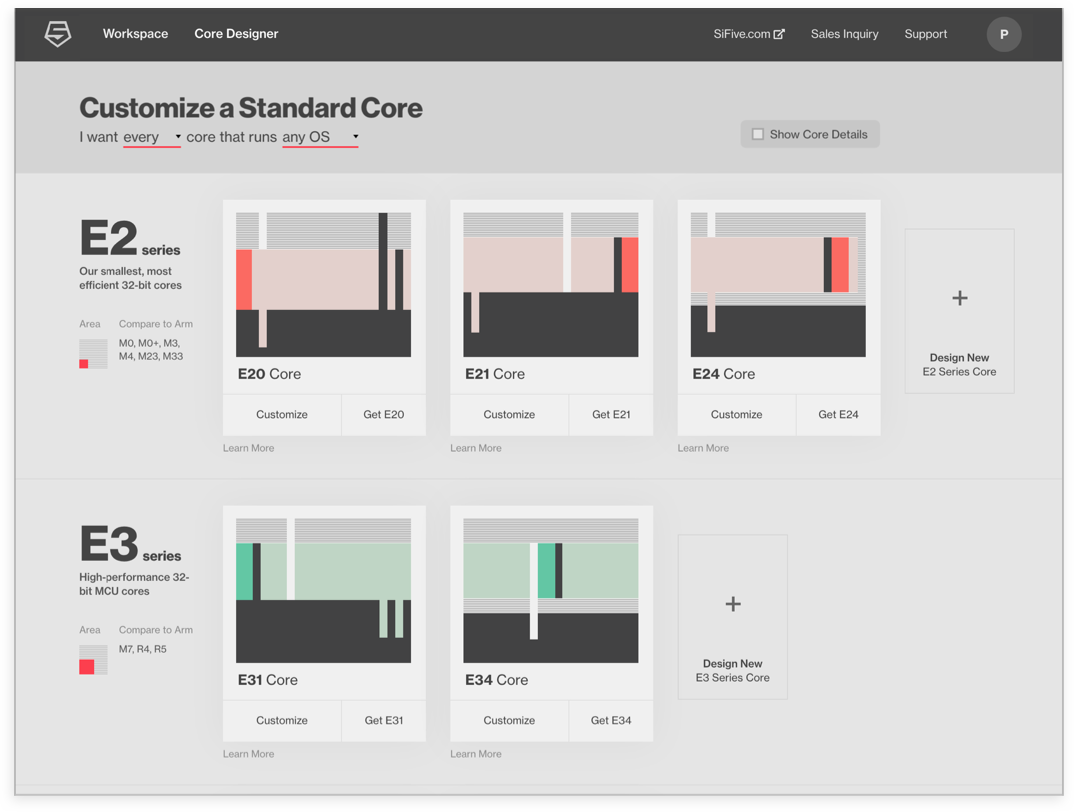 Workspace Core Designer SiFive.com Sales Inquiry Support P
Customize a Standard Core
I want every core that runs any OS
Show Core Details
E2 series
Our smallest, most
efficient 32-bit cores
Area Compare to Arm
M0, M0+, M3,
M4, M23, M33
E20 Core
Customize Get E20
Learn More
E21 Core
Customize Get E21
Learn More
E24 Core
Customize Get E24
Learn More
+
Design New
E2 Series Core
E3 series
High-performance 32-
bit MCU cores
Area Compare to Arm
M7, R4, R5
E31 Core
Customize Get E31
Learn More
E34 Core
Customize Get E34
Learn More
+
Design New
E3 Series Core